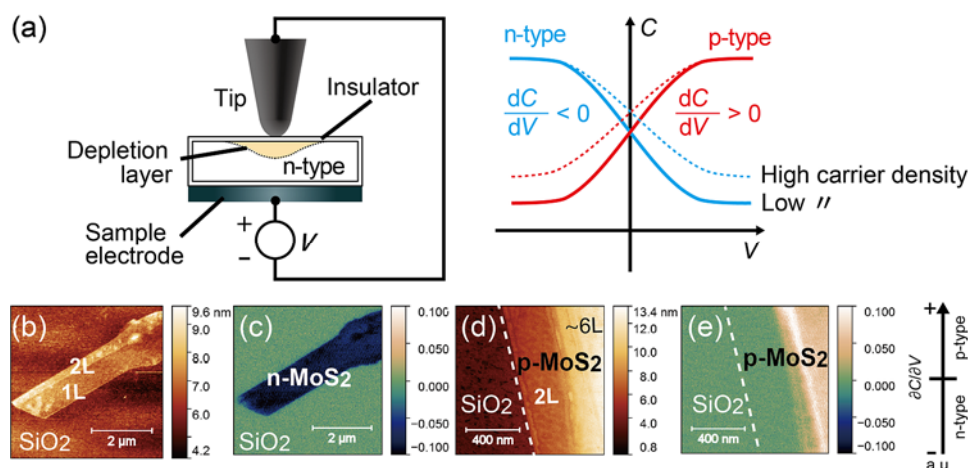 (a)
Tip
Insulator
Depletion
layer
n-type
Sample
electrode
+
−
V
n-type
C
p-type
dC
dV
< 0
dC
dV
> 0
High carrier density
Low 〃
V
(b)
2L
1L
SiO2
2 μm
9.6 nm
9.0
8.0
7.0
6.0
5.0
4.2
(c)
n-MoS2
SiO2
2 μm
0.100
0.050
0.000
−0.050
−0.100
(d)
~6L
p-MoS2
2L
SiO2
400 nm
13.4 nm
12.0
10.0
8.0
6.0
4.0
2.0
0.8
(e)
p-MoS2
SiO2
400 nm
0.100
0.050
0.000
−0.050
−0.100
∂C/∂V
+
p-type
n-type
-
a.u.